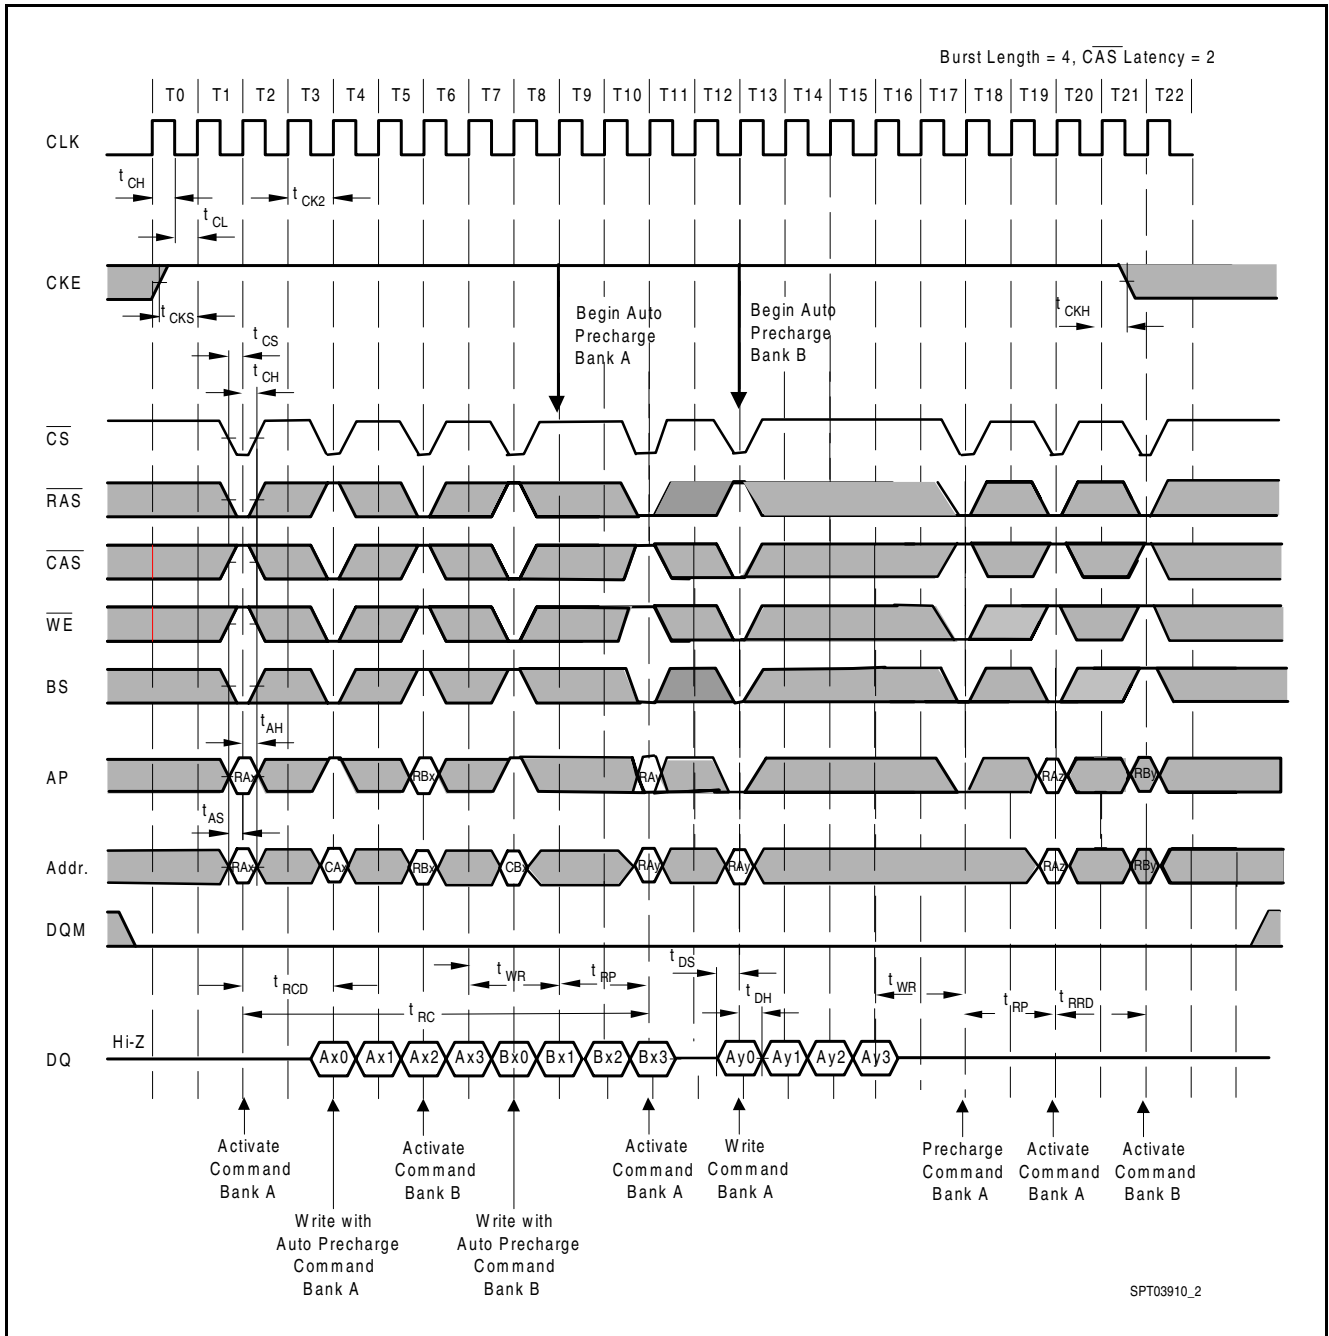 Burst Length = 4, CAS Latency = 2
T0 T1 T2 T3 T4 T5 T6 T7 T8 T9 T10 T11 T12 T13 T14 T15 T16 T17 T18 T19 T20 T21 T22
CLK
t CH
t CK2
t CL
CKE
t CKS
t CKH
Begin Auto
Precharge
Bank A
Begin Auto
Precharge
Bank B
t CS
t CH
CS
RAS
CAS
WE
BS
t AH
AP
RAx RBx RAy RAz RBy
t AS
Addr.
RAx CAx RBx CBx RAy RAy RAz RBy
DQM
t RCD
t WR
t RP
t DS
t DH
t WR
t RP
t RRD
t RC
Hi-Z
DQ
Ax0 Ax1 Ax2 Ax3 Bx0 Bx1 Bx2 Bx3 Ay0 Ay1 Ay2 Ay3
Activate
Command
Bank A
Write with
Auto Precharge
Command
Bank A
Activate
Command
Bank B
Write with
Auto Precharge
Command
Bank B
Activate
Command
Bank A
Write
Command
Bank A
Precharge
Command
Bank A
Activate
Command
Bank A
Activate
Command
Bank B
SPT03910_2